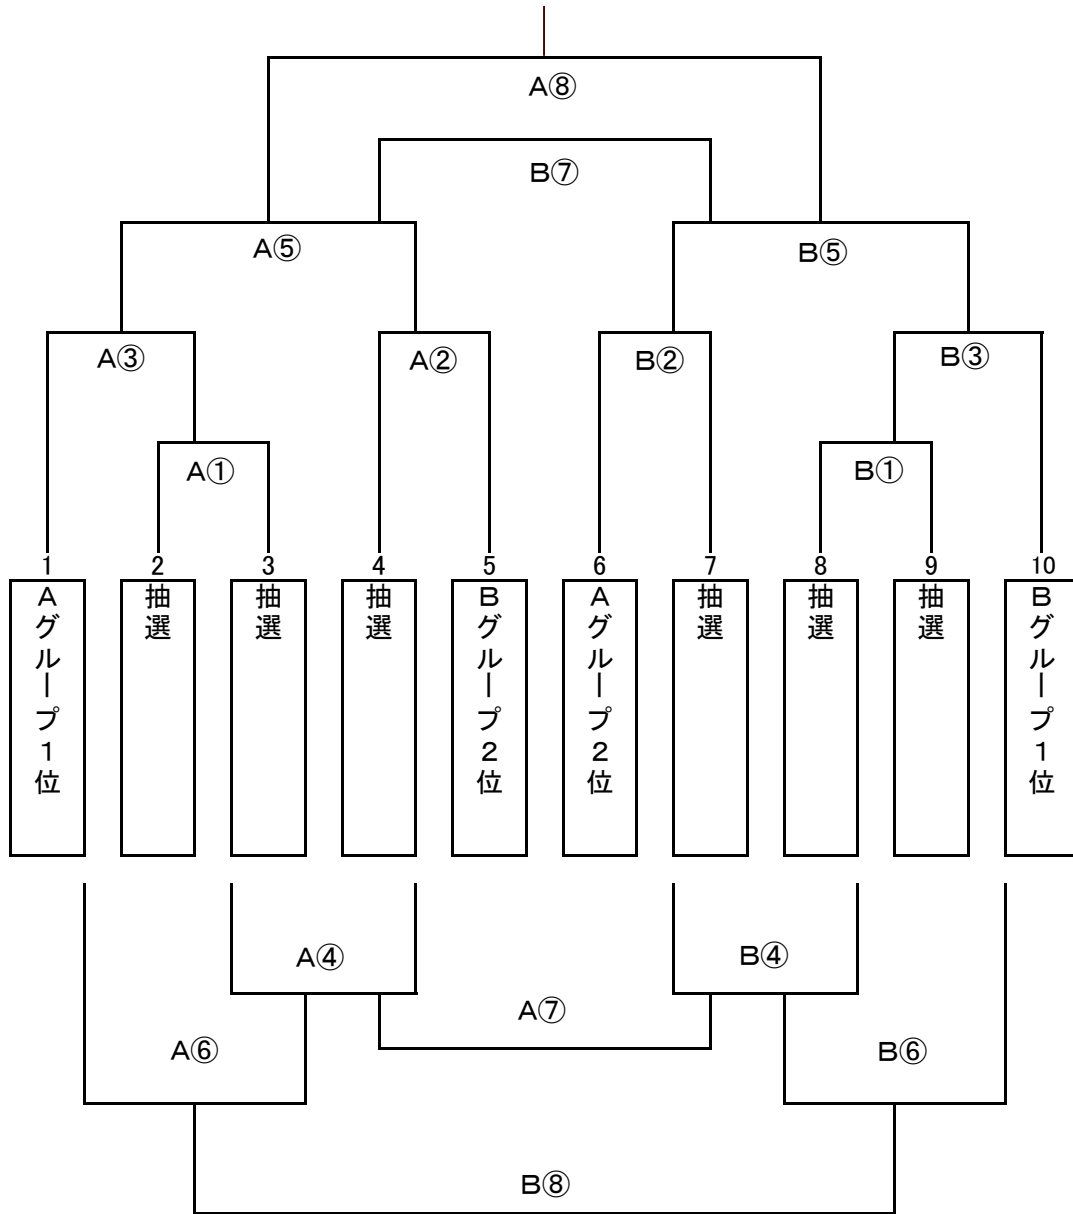 A⑧
B⑦
A⑤
B⑤
A③
A②
B②
B③
A①
B①
1
2
3
4
5
6
7
8
9
10
Aグループ1位
抽選
抽選
抽選
Bグループ2位
Aグループ2位
抽選
抽選
抽選
Bグループ1位
A④
B④
A⑦
A⑥
B⑥
B⑧